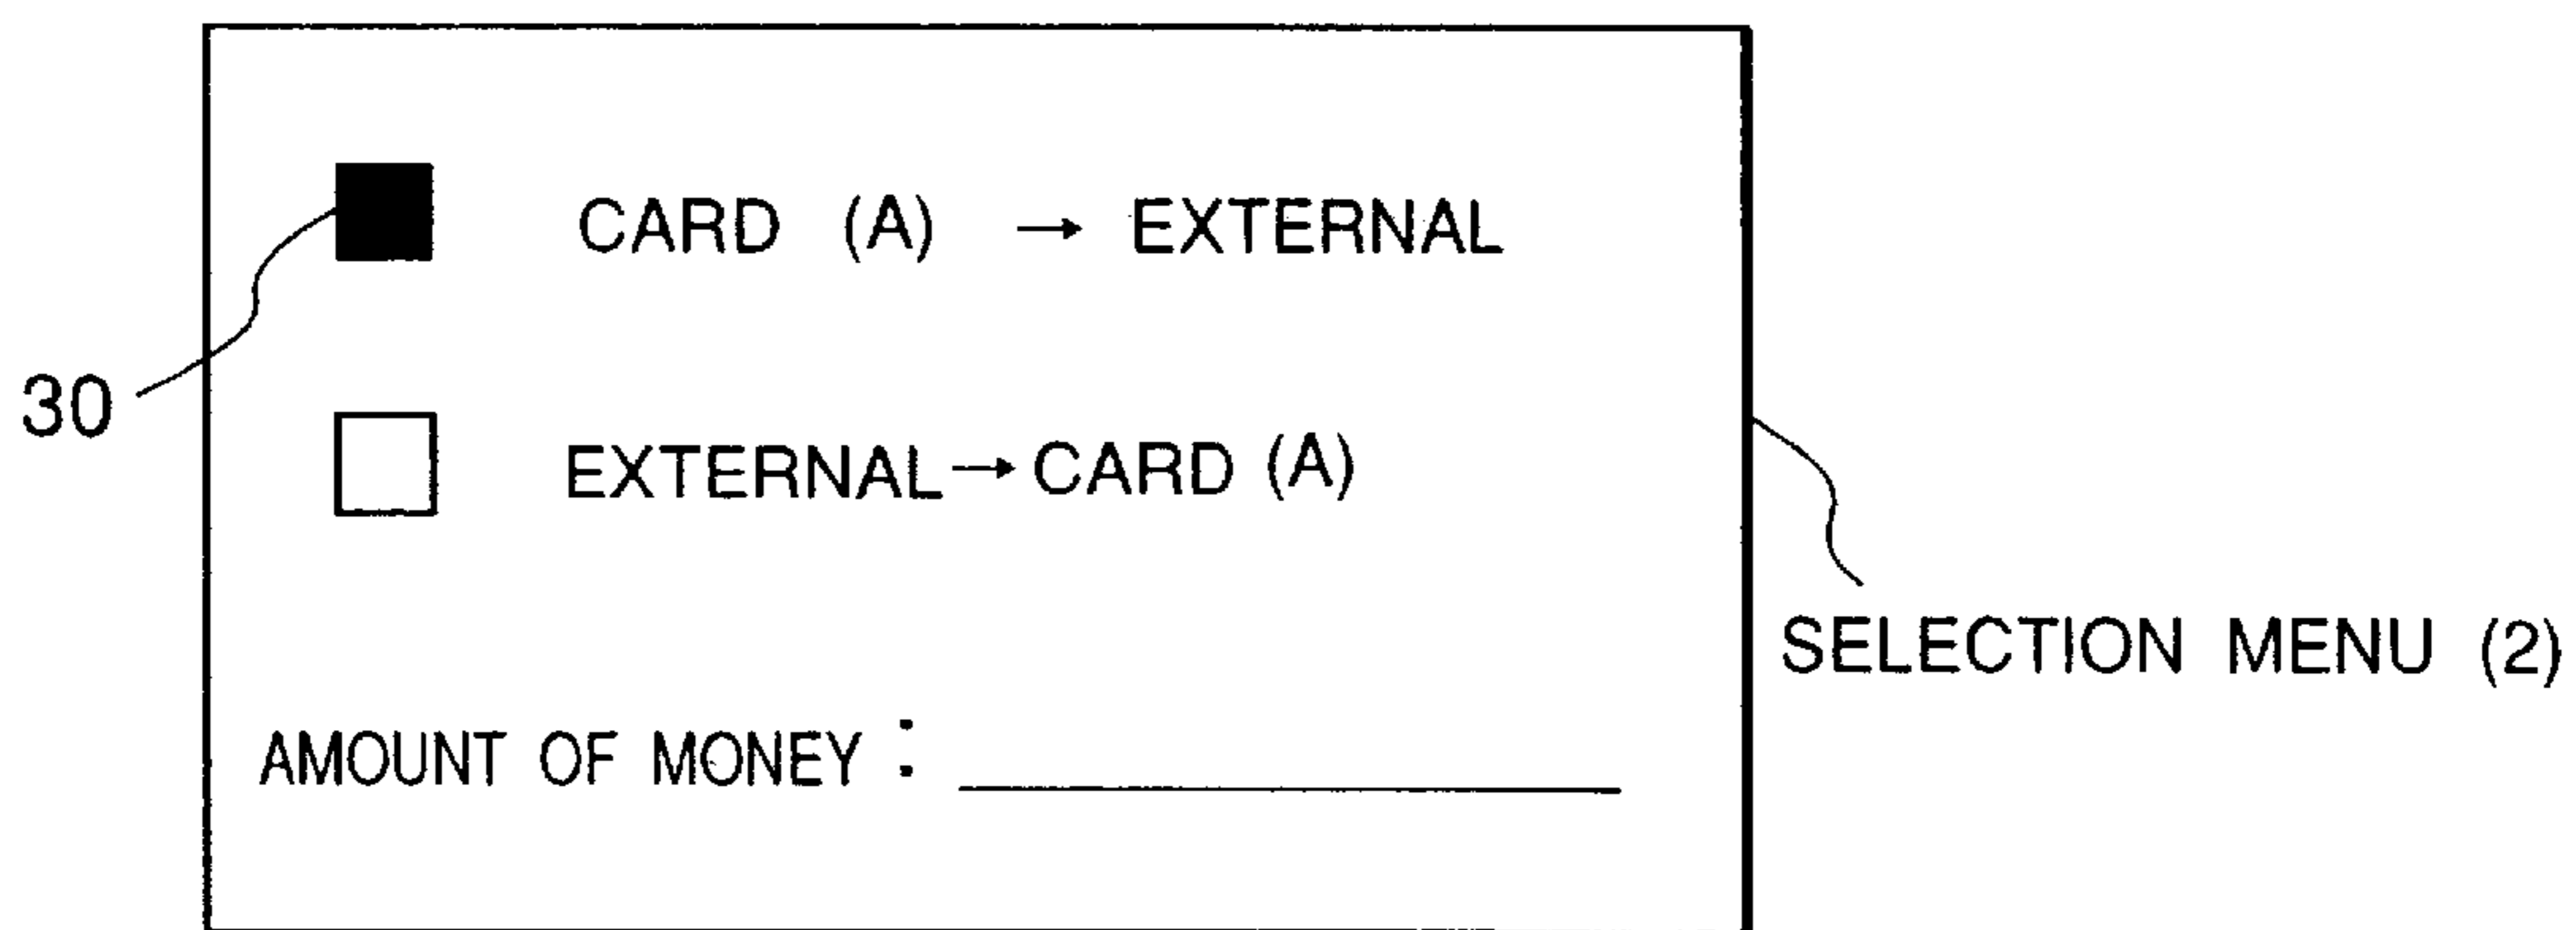 CARD (A) → EXTERNAL
30
EXTERNAL → CARD (A)
SELECTION MENU (2)
AMOUNT OF MONEY :